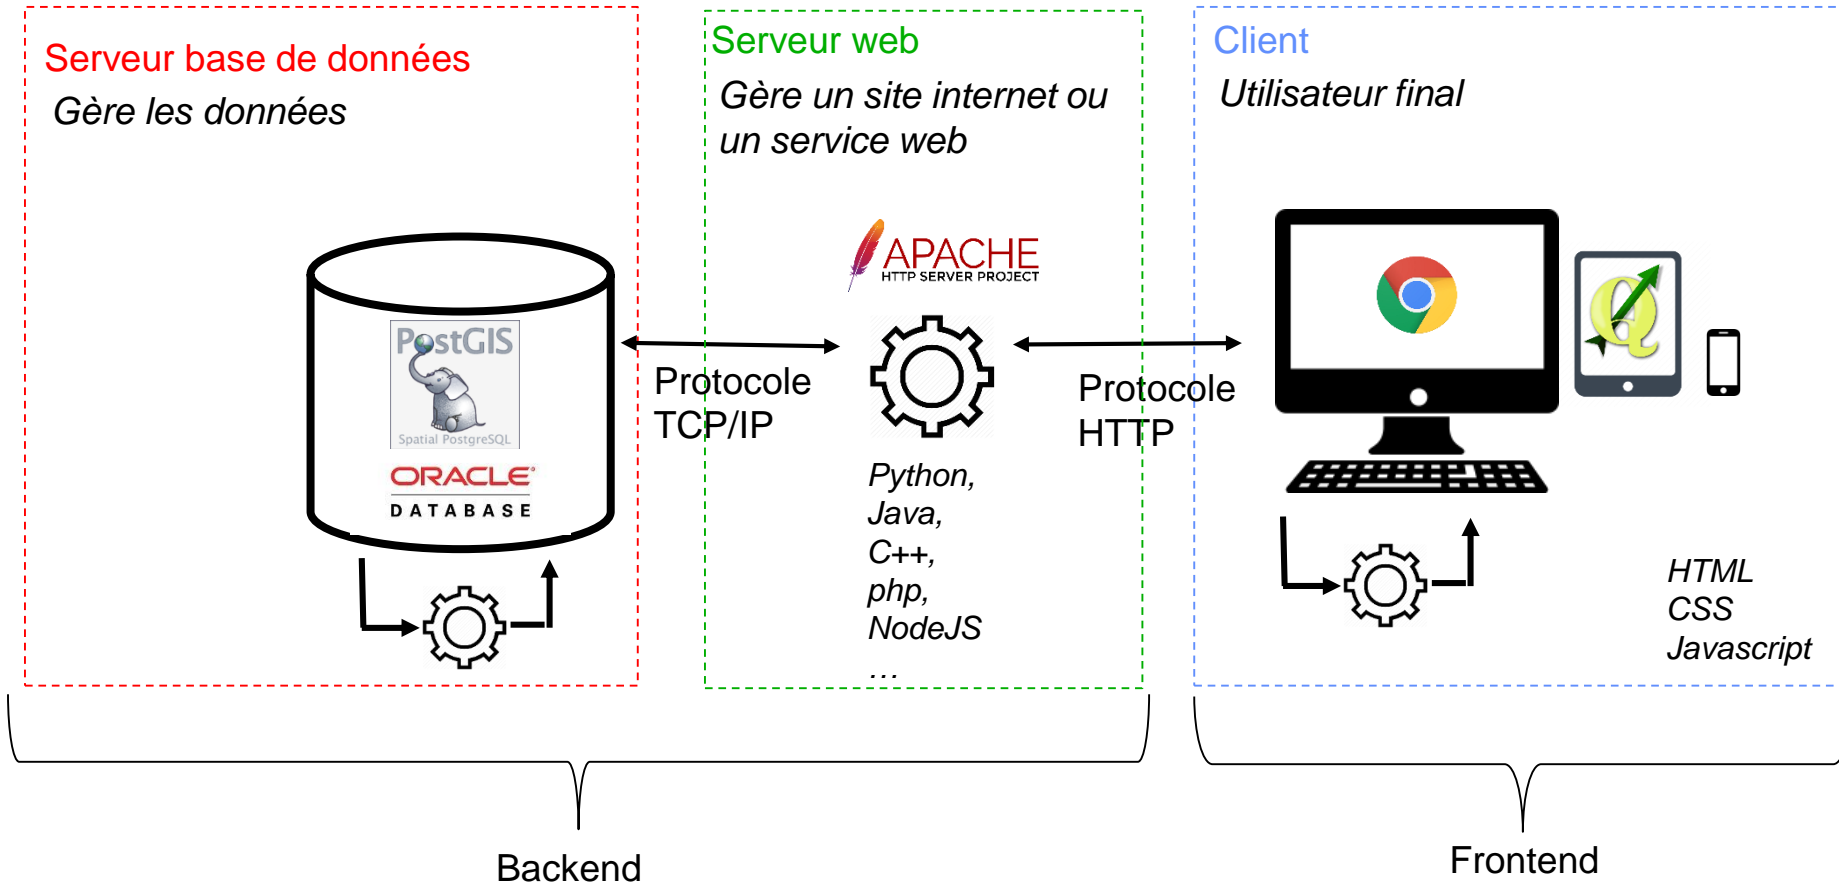 Serveur base de données
Gère les données
PostGIS
Spatial PostgreSQL
ORACLE
DATABASE
Protocole
TCP/IP
Serveur web
Gère un site internet ou
un service web
APACHE
HTTP SERVER PROJECT
Python,
Java,
C++,
php,
NodeJS
…
Protocole
HTTP
Client
Utilisateur final
Q
HTML
CSS
Javascript
Backend
Frontend